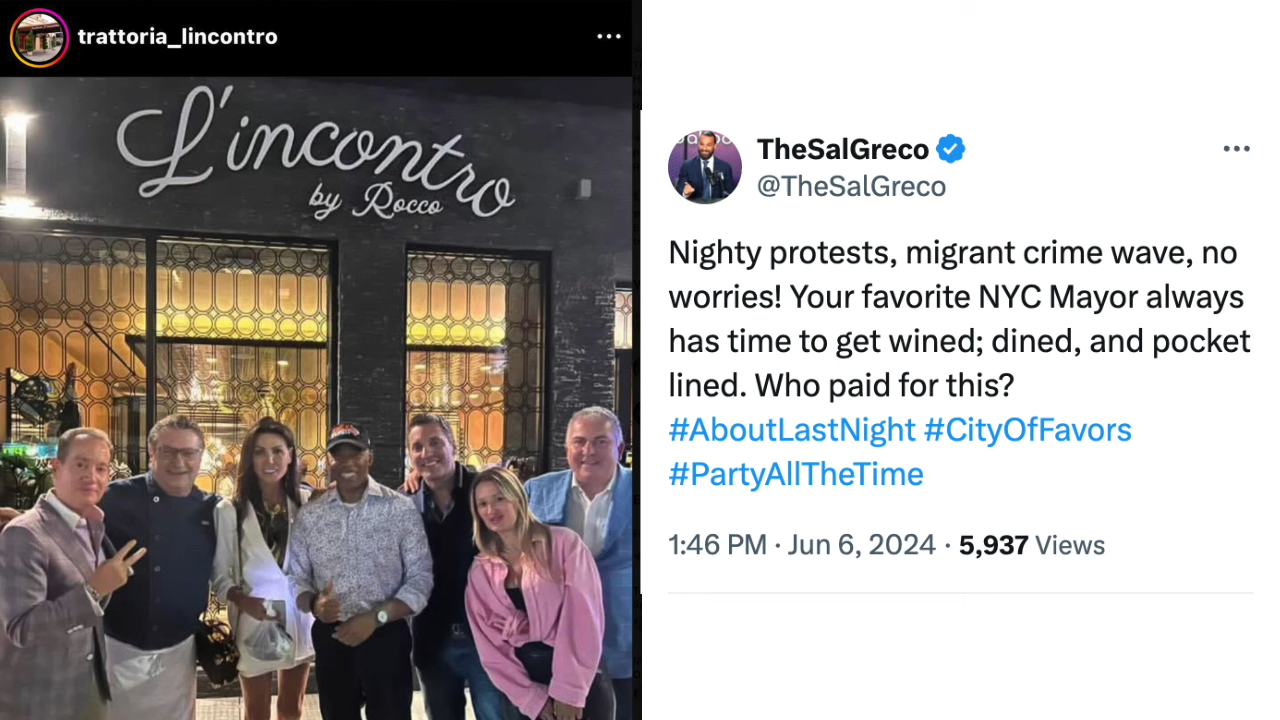 trattoria_lincontro
L'incontro
by Rocco
TheSalGreco
@TheSalGreco
Nighty protests, migrant crime wave, no
worries! Your favorite NYC Mayor always
has time to get wined; dined, and pocket
lined. Who paid for this?
#AboutLastNight #CityOfFavors
#PartyAllTheTime
1:46 PM · Jun 6, 2024 · 5,937 Views